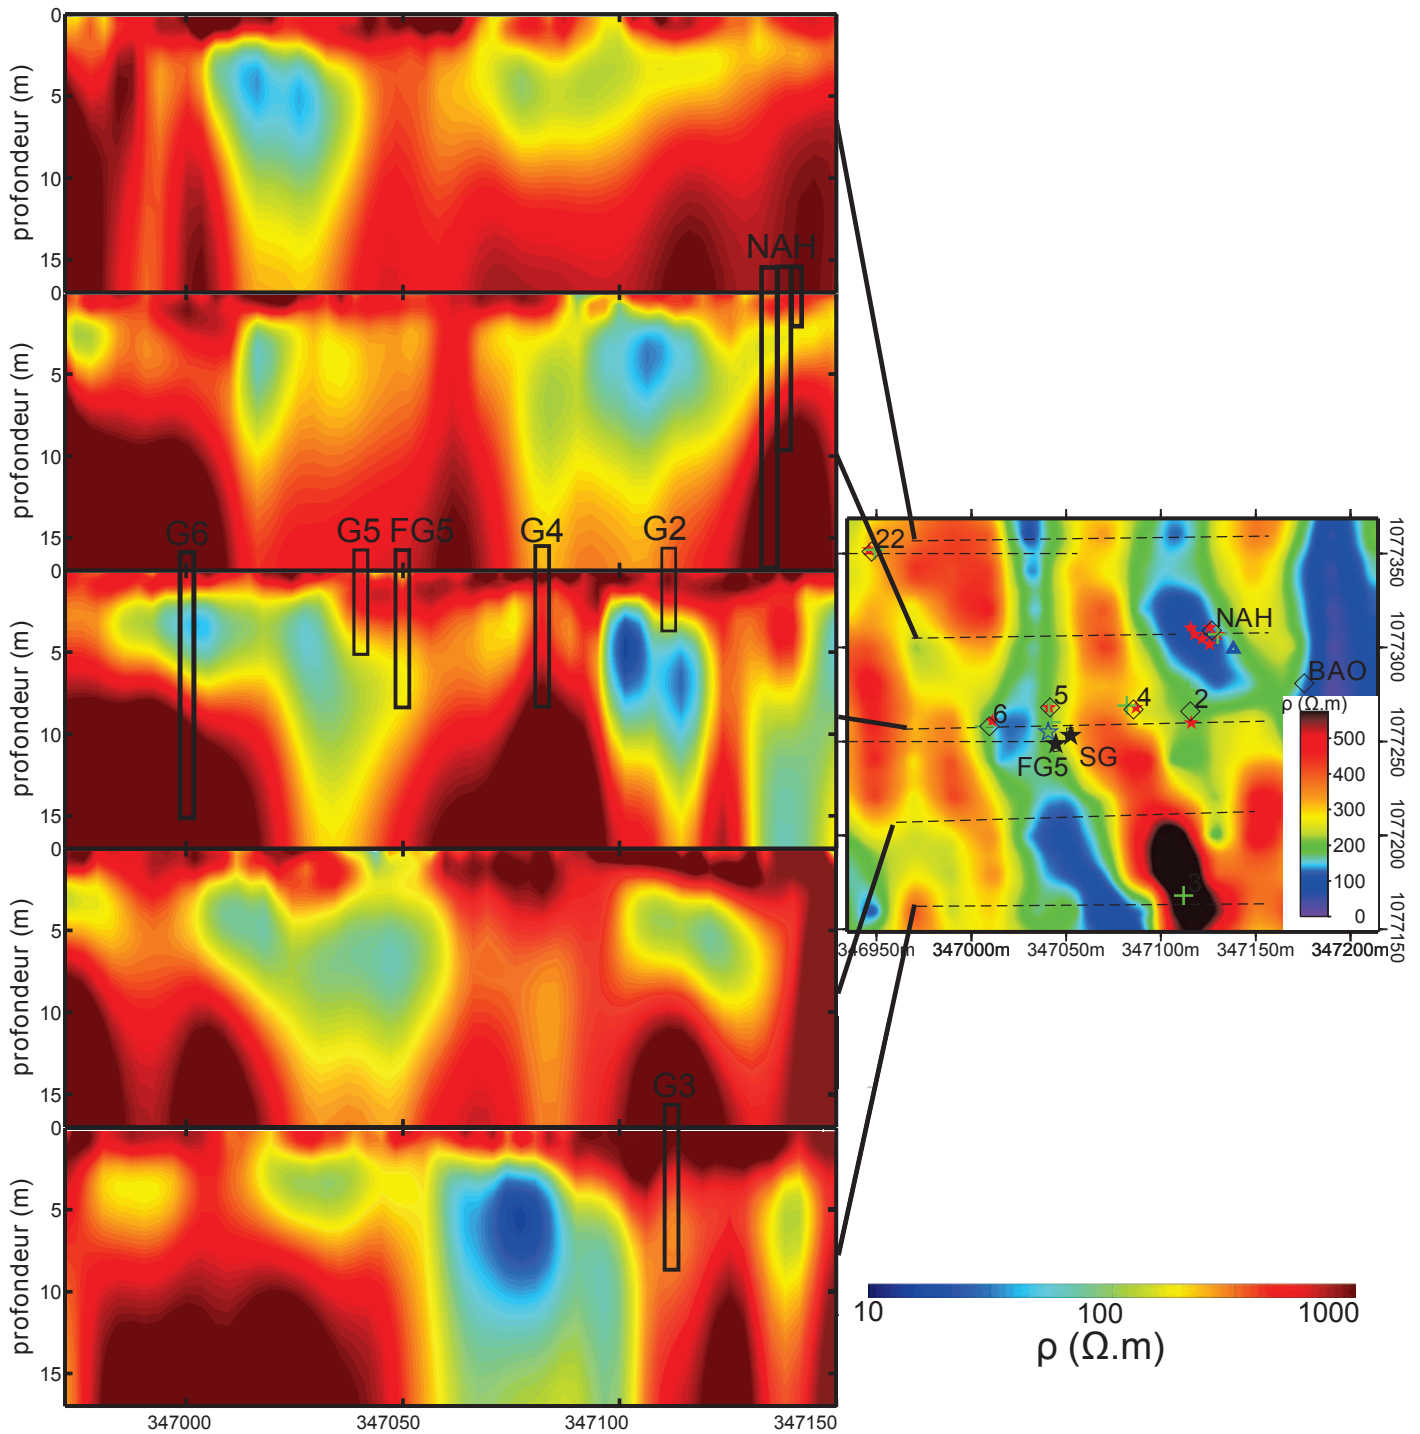 profondeur (m)
0
5
10
15
NAH
profondeur (m)
0
5
10
15
G6
G5
FG5
G4
G2
profondeur (m)
0
5
10
15
profondeur (m)
0
5
10
15
G3
profondeur (m)
0
5
10
15
347000
347050
347100
347150
22
NAH
BAO
5
4
2
6
SG
FG5
3
ρ (Ω.m)
500
400
300
200
100
0
1077350
1077300
1077250
1077200
1077150
346950m
347000m
347050m
347100m
347150m
347200m
10
100
1000
ρ (Ω.m)